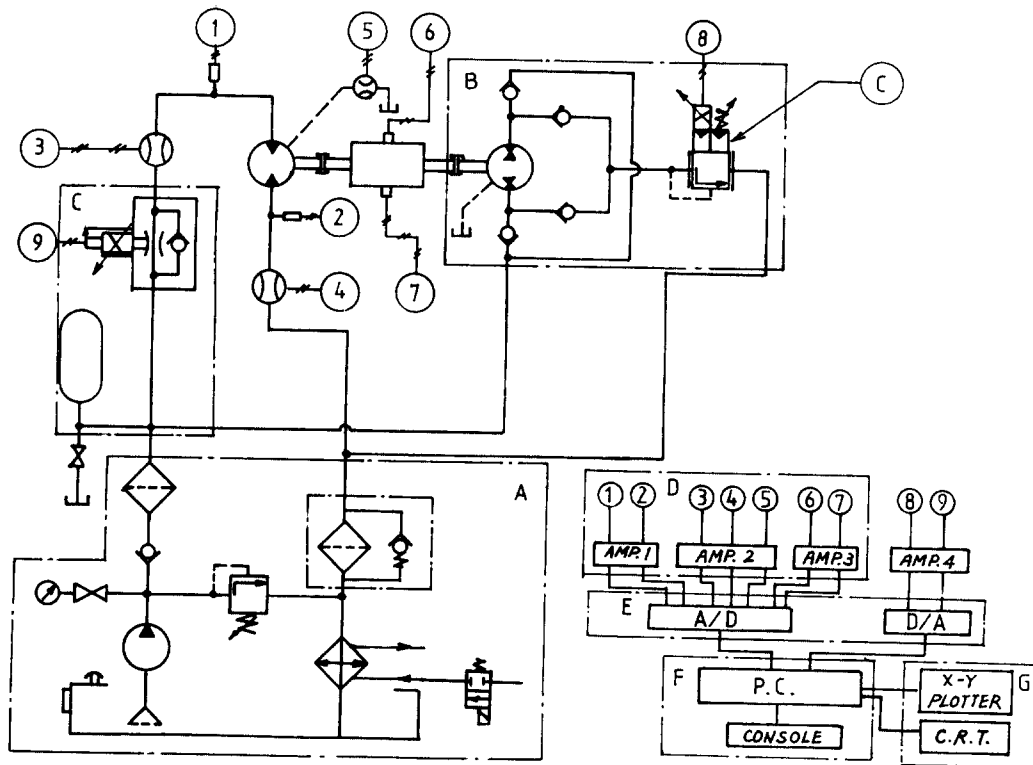 1
5
6
8
B
C
3
C
9
2
4
7
A
D
1 2 3 4 5 6 7 8 9
AMP.1 AMP.2 AMP.3 AMP.4
E
A/D D/A
F
P.C.
X-Y
PLOTTER
G
CONSOLE
C.R.T.